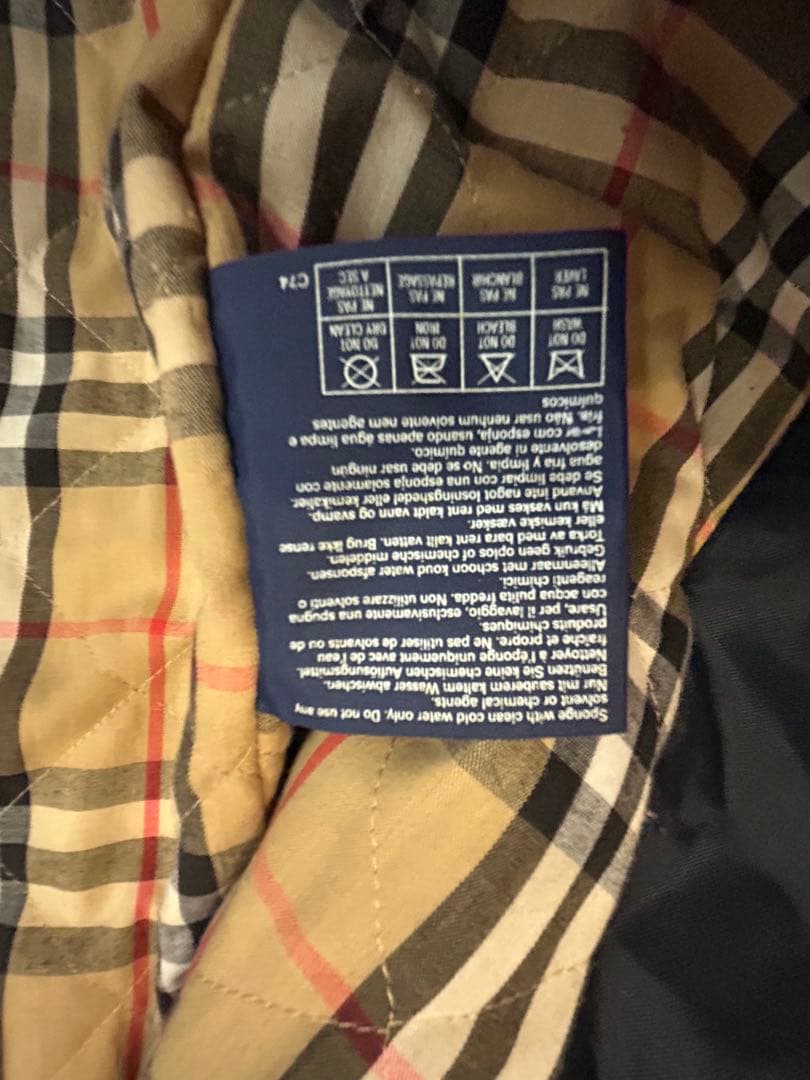 Sponge with clean cold water only. Do not use any
solvent or chemical agents.
Nur mit sauberem kaltem Wasser abwischen.
Benutzen Sie keine chemischen Auflösungsmittel.
Nettoyer à l'éponge uniquement avec de l'eau
fraîche et propre. Ne pas utiliser de solvants ou de
produits chimiques.
Usare, per il lavaggio, esclusivamente una spugna
con acqua pulita fredda. Non utilizzare solventi o
reagenti chimici.
Alleenmaar met schoon koud water afsponsen.
Gebruik geen oplos of chemische middelen.
Torka av med bara rent kallt vatten. Brug ikke rense
eller kemiske væsker.
Må kun vaskes med rent kaldt vann og svamp.
Anvand inte nagot losningshedel eller kemikalier.
Se debe limpiar con una esponja solamente con
agua fria y limpia. No se debe usar ningún
desolvente ni agente químico.
com esponja, usando apenas água limpa e
fria. Não usar nenhum solvente nem agentes
químicos
DO NOT WASH
DO NOT BLEACH
DO NOT IRON
DO NOT DRY CLEAN
NE PAS LAVER
NE PAS BLANCHIR
NE PAS REPASSAGE
NE PAS NETTOYAGE A SEC
C74